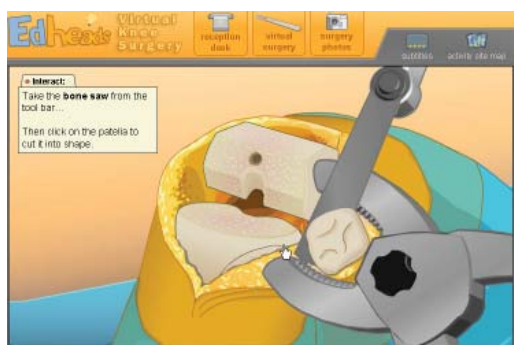 Edheads
Virtual
Knee
Surgery
reception
desk
virtual
surgery
surgery
photos
subtitles
activity site map
Interact:
Take the bone saw from the
tool bar...
Then click on the patella to
cut it into shape.